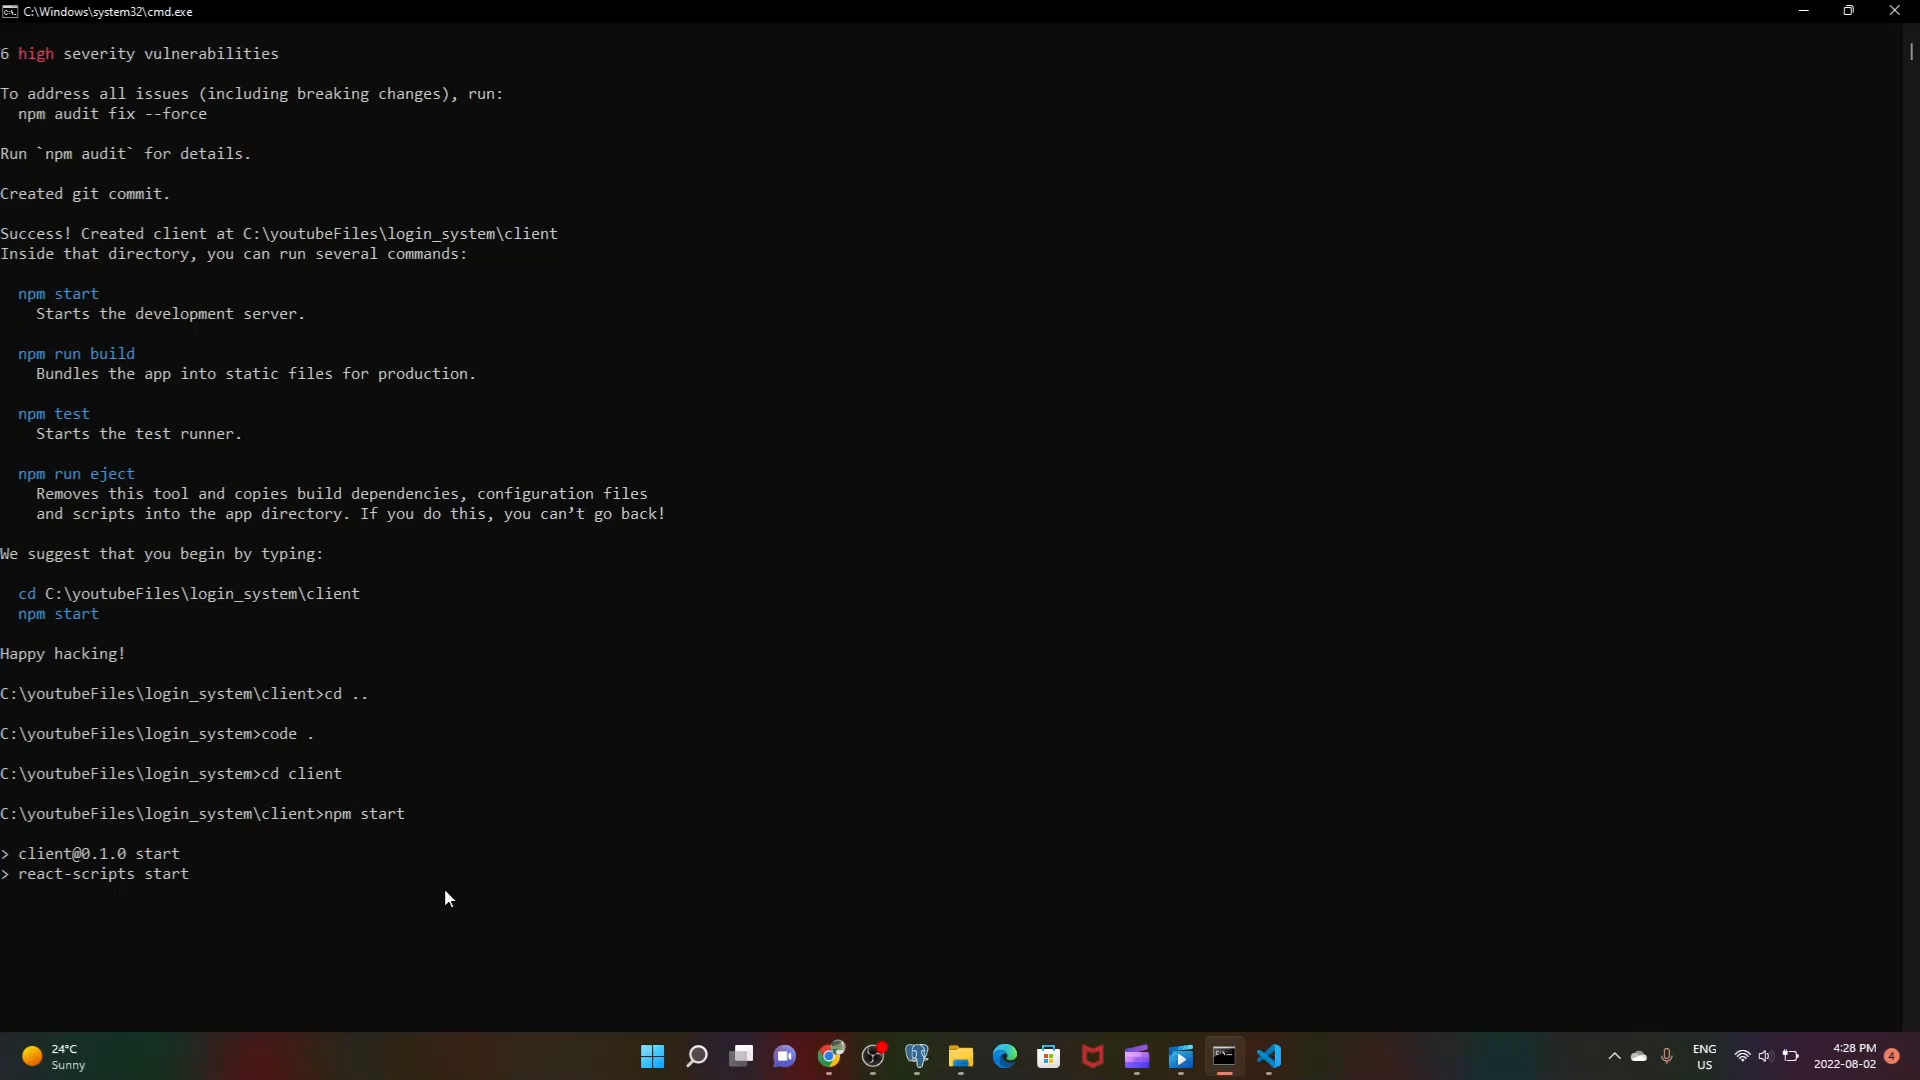 C:\Windows\system32\cmd.exe
6 high severity vulnerabilities
To address all issues (including breaking changes), run:
npm audit fix --force
Run `npm audit` for details.
Created git commit.
Success! Created client at C:\youtubeFiles\login_system\client
Inside that directory, you can run several commands:
npm start
Starts the development server.
npm run build
Bundles the app into static files for production.
npm test
Starts the test runner.
npm run eject
Removes this tool and copies build dependencies, configuration files
and scripts into the app directory. If you do this, you can’t go back!
We suggest that you begin by typing:
cd C:\youtubeFiles\login_system\client
npm start
Happy hacking!
C:\youtubeFiles\login_system\client>cd ..
C:\youtubeFiles\login_system>code .
C:\youtubeFiles\login_system>cd client
C:\youtubeFiles\login_system\client>npm start
> client@0.1.0 start
> react-scripts start
24°C
Sunny
ENG
US
4:28 PM
2022-08-02
4